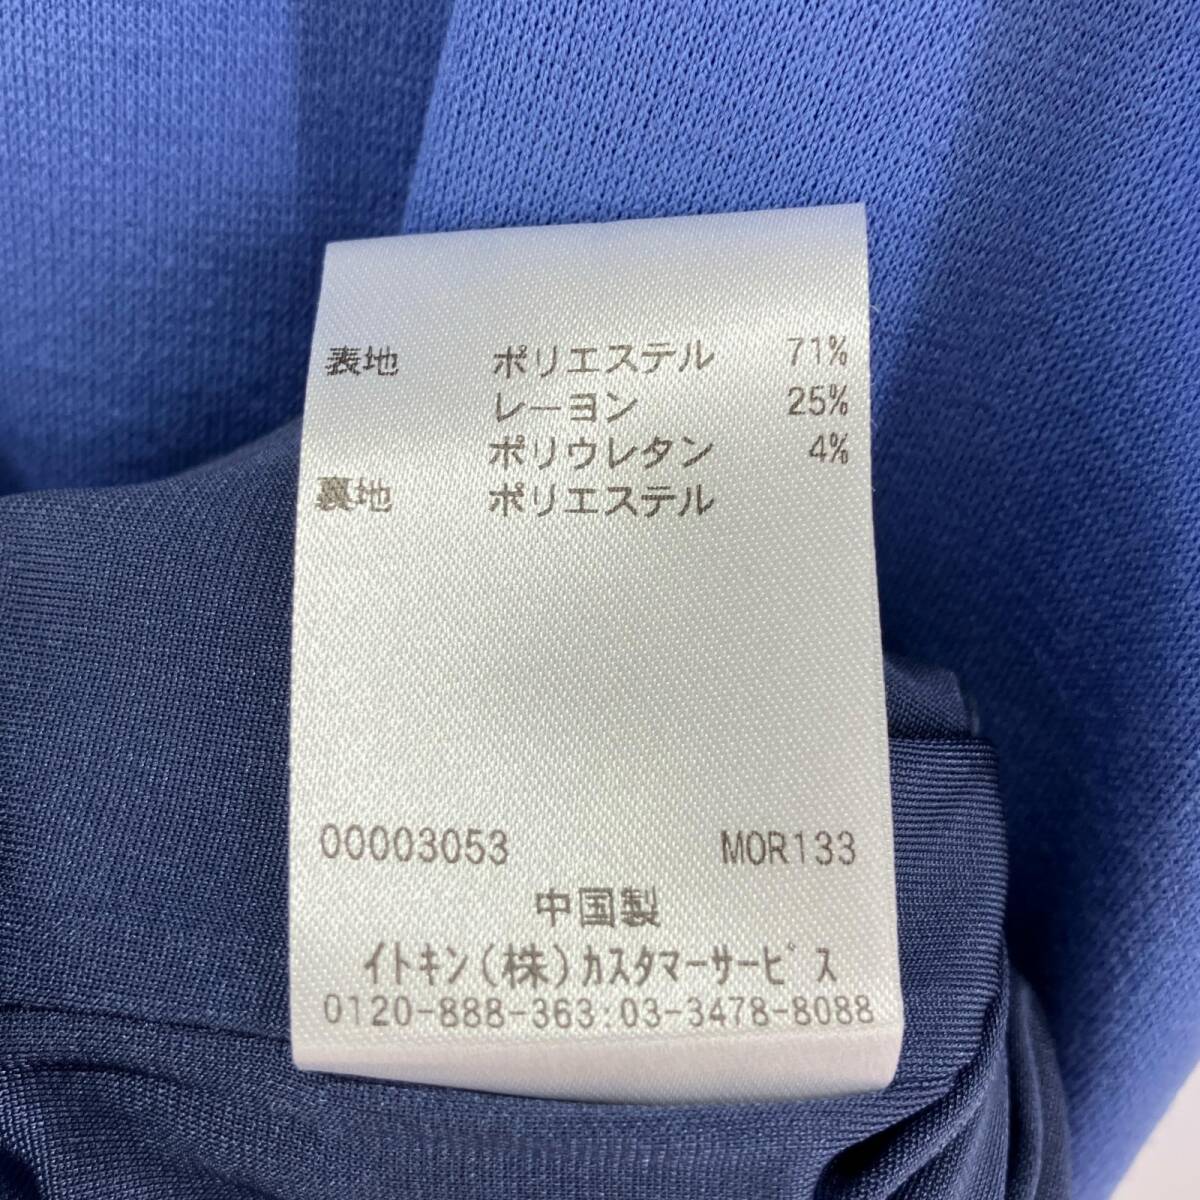 表地 ポリエステル 71%
レーヨン 25%
ポリウレタン 4%
裏地 ポリエステル
00003053 MOR133
中国製
イトキン(株)カスタマーサービス
0120-888-363:03-3478-8088